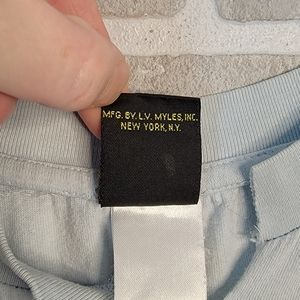 MFG. BY. L.V. MYLES, INC.
NEW YORK, N.Y.